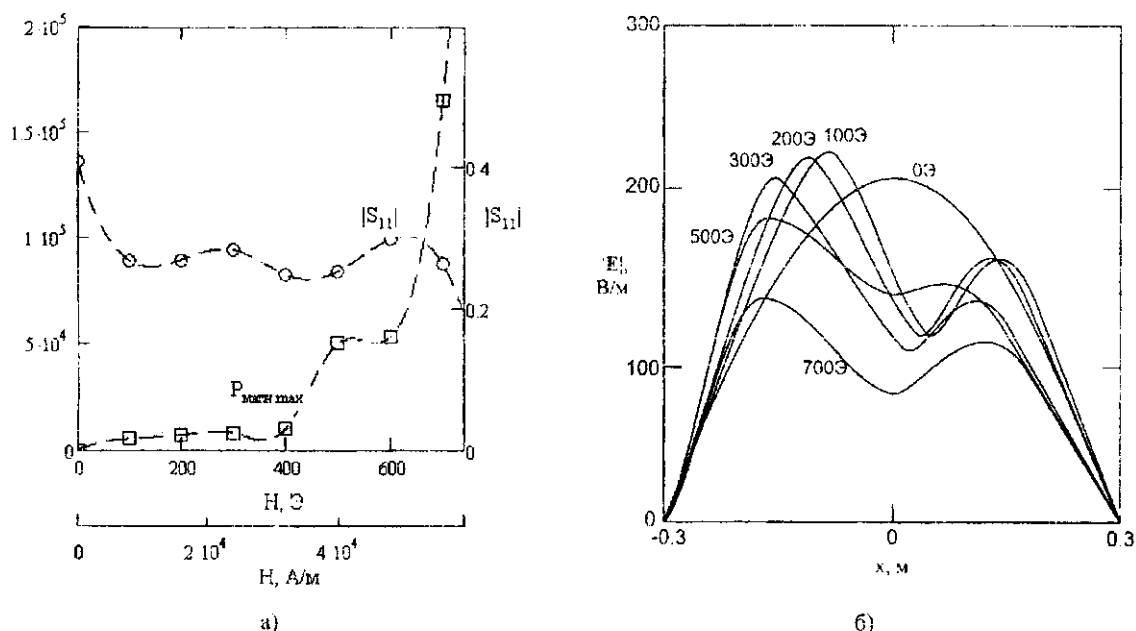 2·10⁵
1.5·10⁵
1·10⁵
5·10⁴
0
0.4
0.2
0
|S₁₁|
|S₁₁|
Pмагн max
0
200
400
600
H, Э
0
2·10⁴
4·10⁴
H, А/м
а)
300
200
100
0
|E|,
В/м
300Э
200Э
100Э
0Э
500Э
700Э
-0.3
0
0.3
x, м
б)